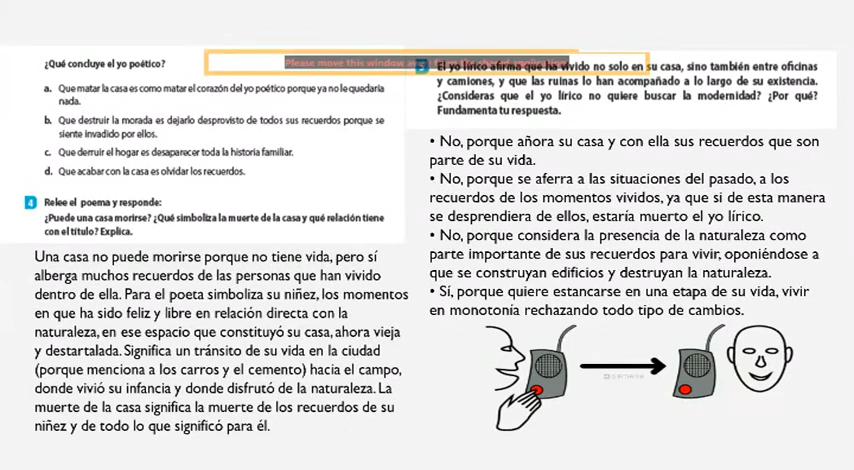 ¿Qué concluye el yo poético?
a. Que matar la casa es como matar el corazón del yo poético porque ya no le quedaría
nada.
b. Que destruir la morada es dejarlo desprovisto de todos sus recuerdos porque se
siente invadido por ellos.
c. Que derruir el hogar es desaparecer toda la historia familiar.
d. Que acabar con la casa es olvidar los recuerdos.
4 Relee el poema y responde:
¿Puede una casa morirse? ¿Qué simboliza la muerte de la casa y qué relación tiene
con el título? Explica.
Una casa no puede morirse porque no tiene vida, pero sí
alberga muchos recuerdos de las personas que han vivido
dentro de ella. Para el poeta simboliza su niñez, los momentos
en que ha sido feliz y libre en relación directa con la
naturaleza, en ese espacio que constituyó su casa, ahora vieja
y destartalada. Significa un tránsito de su vida en la ciudad
(porque menciona a los carros y el cemento) hacia el campo,
donde vivió su infancia y donde disfrutó de la naturaleza. La
muerte de la casa significa la muerte de los recuerdos de su
niñez y de todo lo que significó para él.
Please move this window
5 El yo lírico afirma que ha vivido no solo en su casa, sino también entre oficinas
y camiones, y que las ruinas lo han acompañado a lo largo de su existencia.
¿Consideras que el yo lírico no quiere buscar la modernidad? ¿Por qué?
Fundamenta tu respuesta.
• No, porque añora su casa y con ella sus recuerdos que son
parte de su vida.
• No, porque se aferra a las situaciones del pasado, a los
recuerdos de los momentos vividos, ya que si de esta manera
se desprendiera de ellos, estaría muerto el yo lírico.
• No, porque considera la presencia de la naturaleza como
parte importante de sus recuerdos para vivir, oponiéndose a
que se construyan edificios y destruyan la naturaleza.
• Sí, porque quiere estancarse en una etapa de su vida, vivir
en monotonía rechazando todo tipo de cambios.